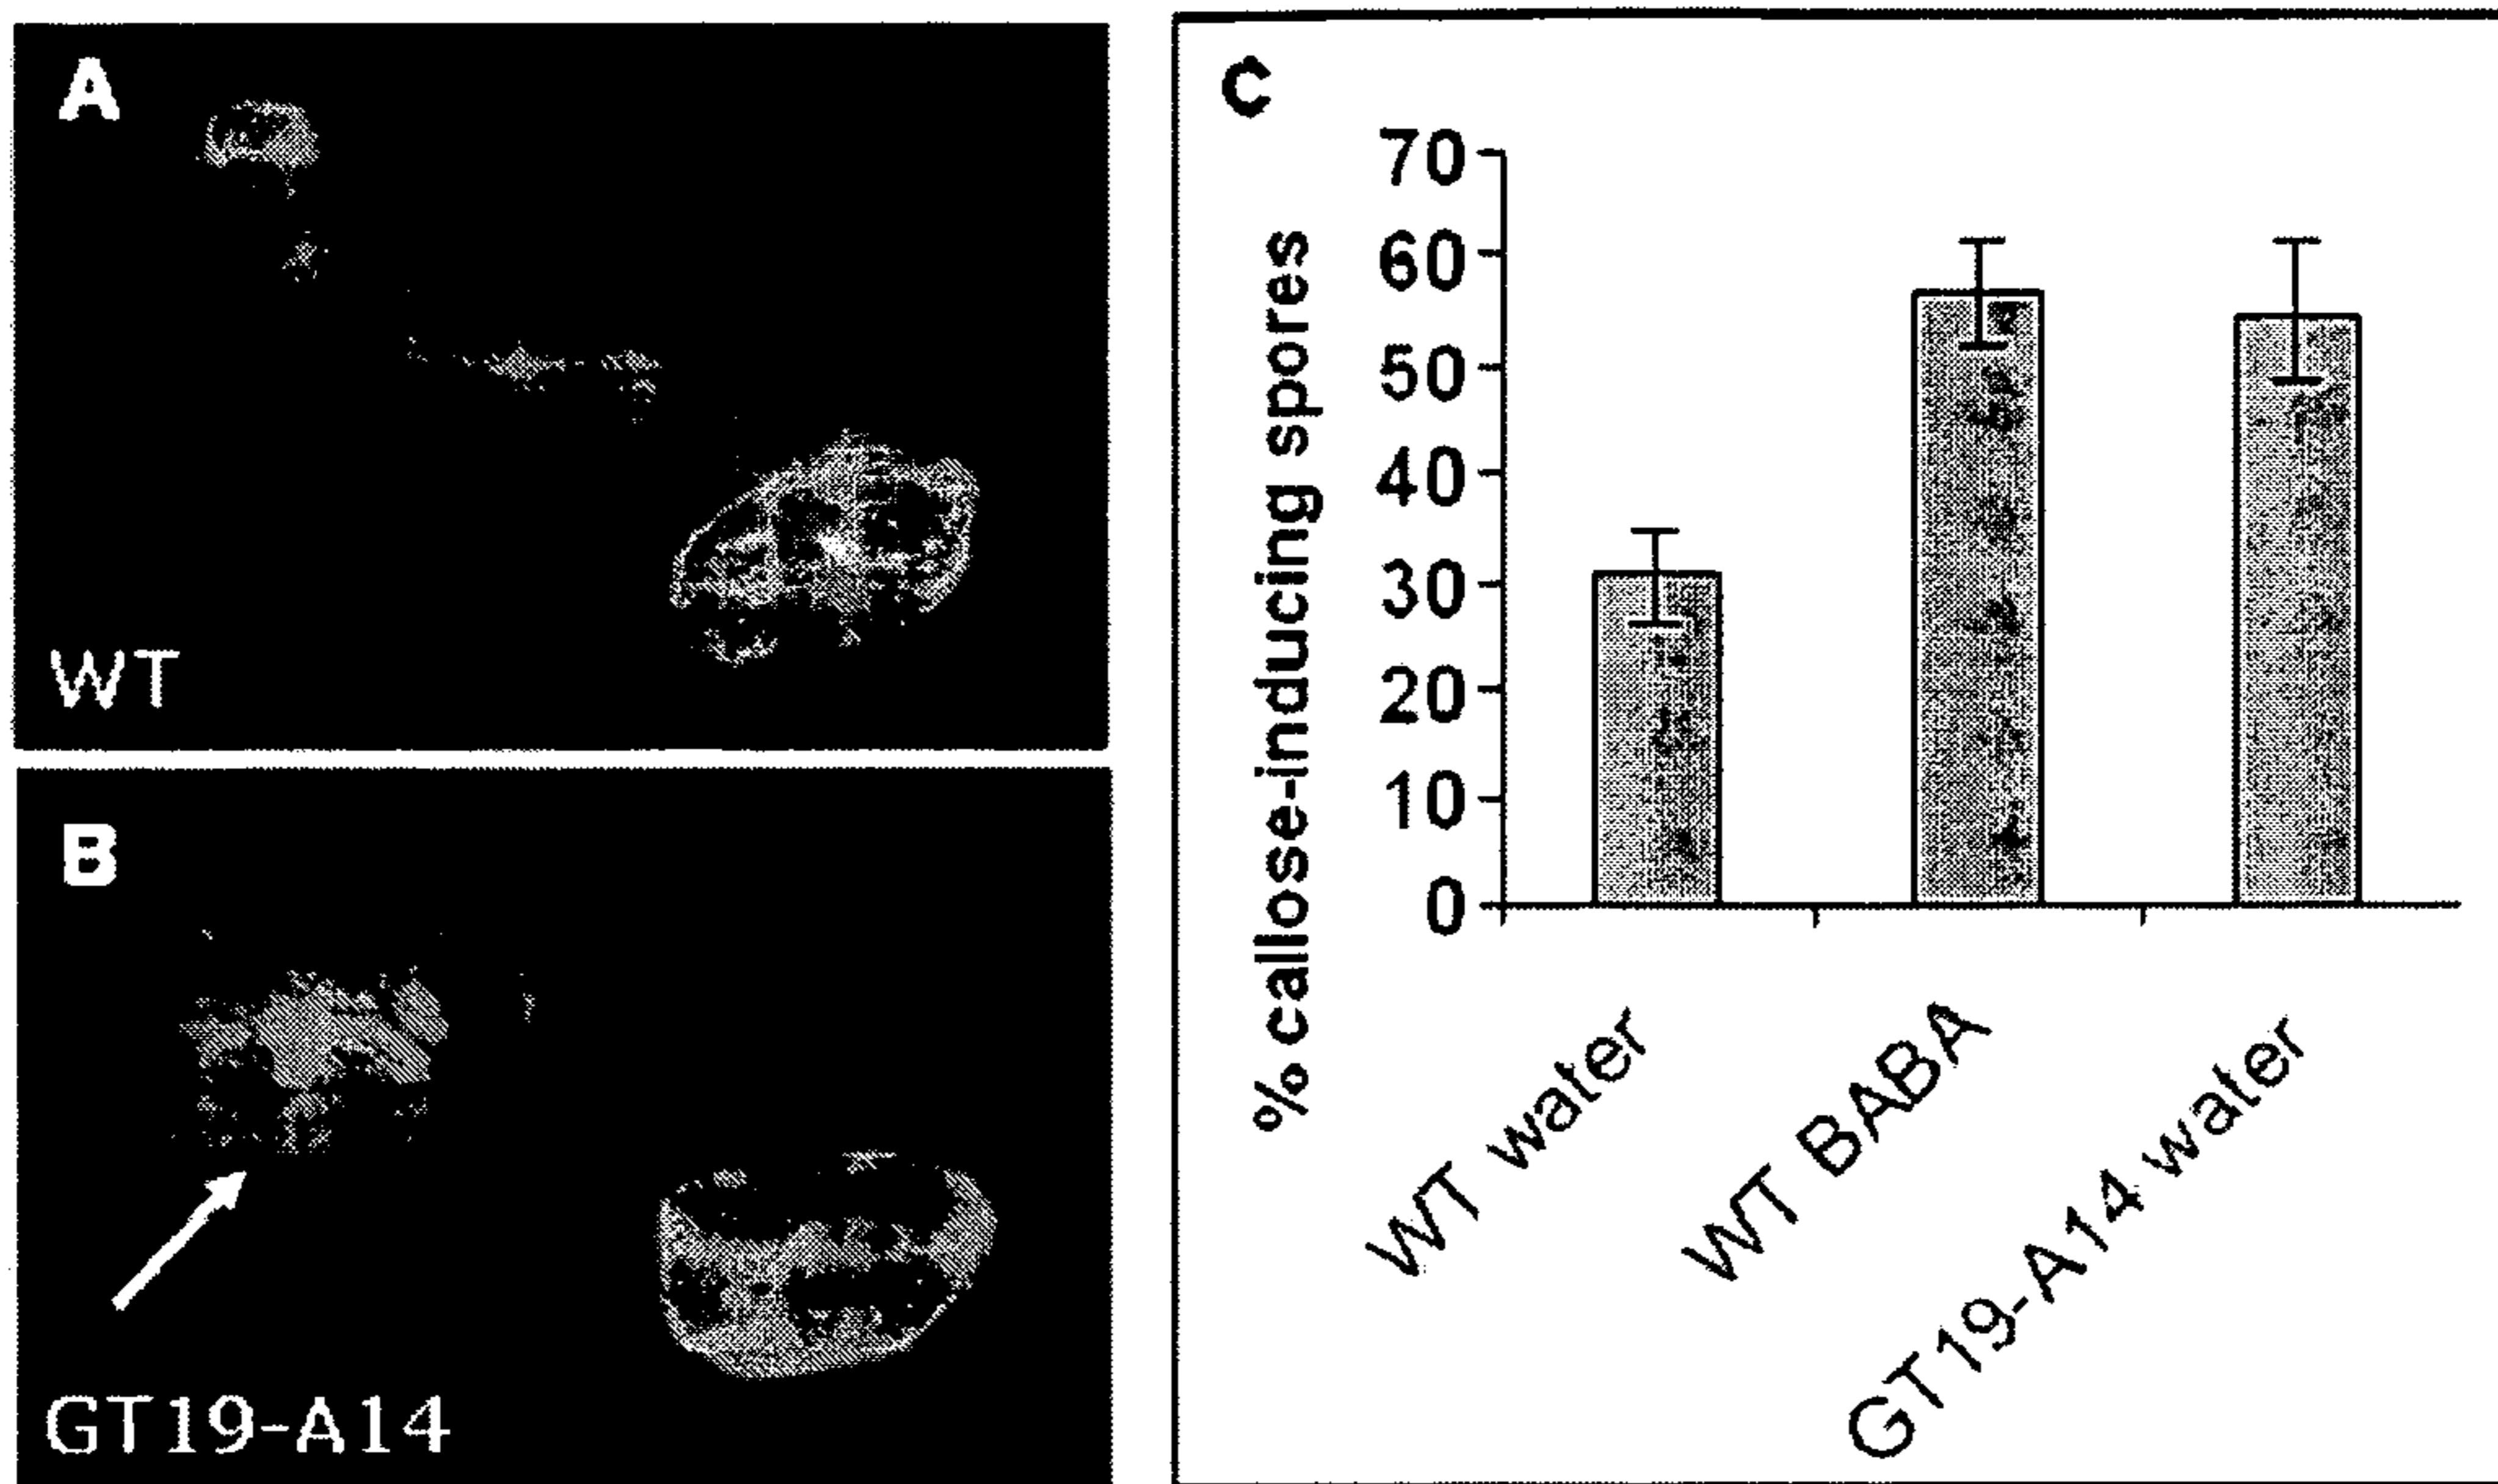 A
WT
B
GT19-A14
C
% callose-inducing spores
70
60
50
40
30
20
10
0
WT water
WT BABA
GT19-A14 water